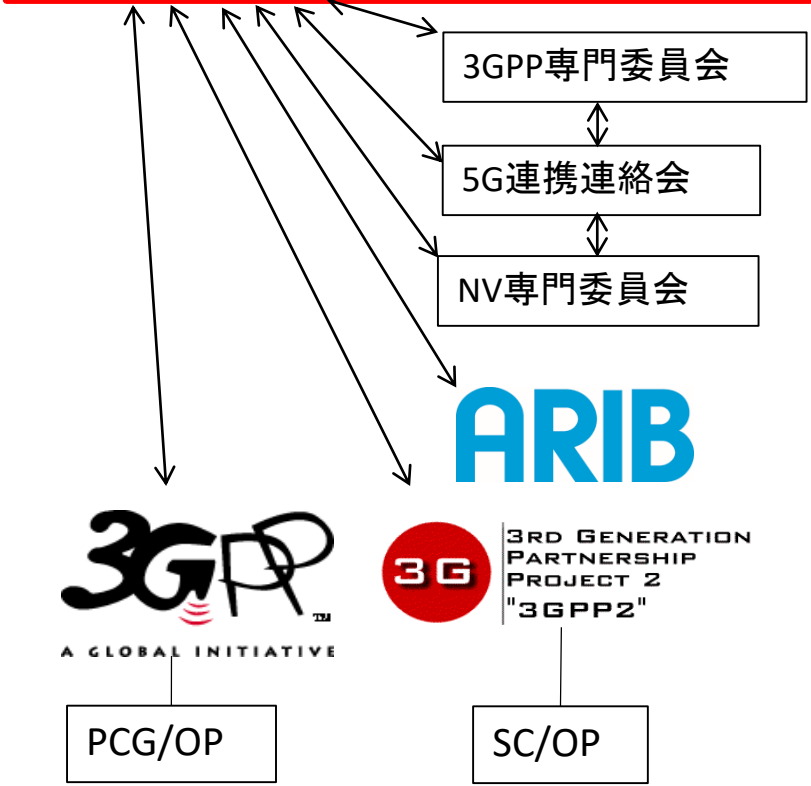 3GPP専門委員会
5G連携連絡会
NV専門委員会
ARIB
3GPP TM
A GLOBAL INITIATIVE
3G
3RD GENERATION
PARTNERSHIP
PROJECT 2
"3GPP2"
PCG/OP
SC/OP